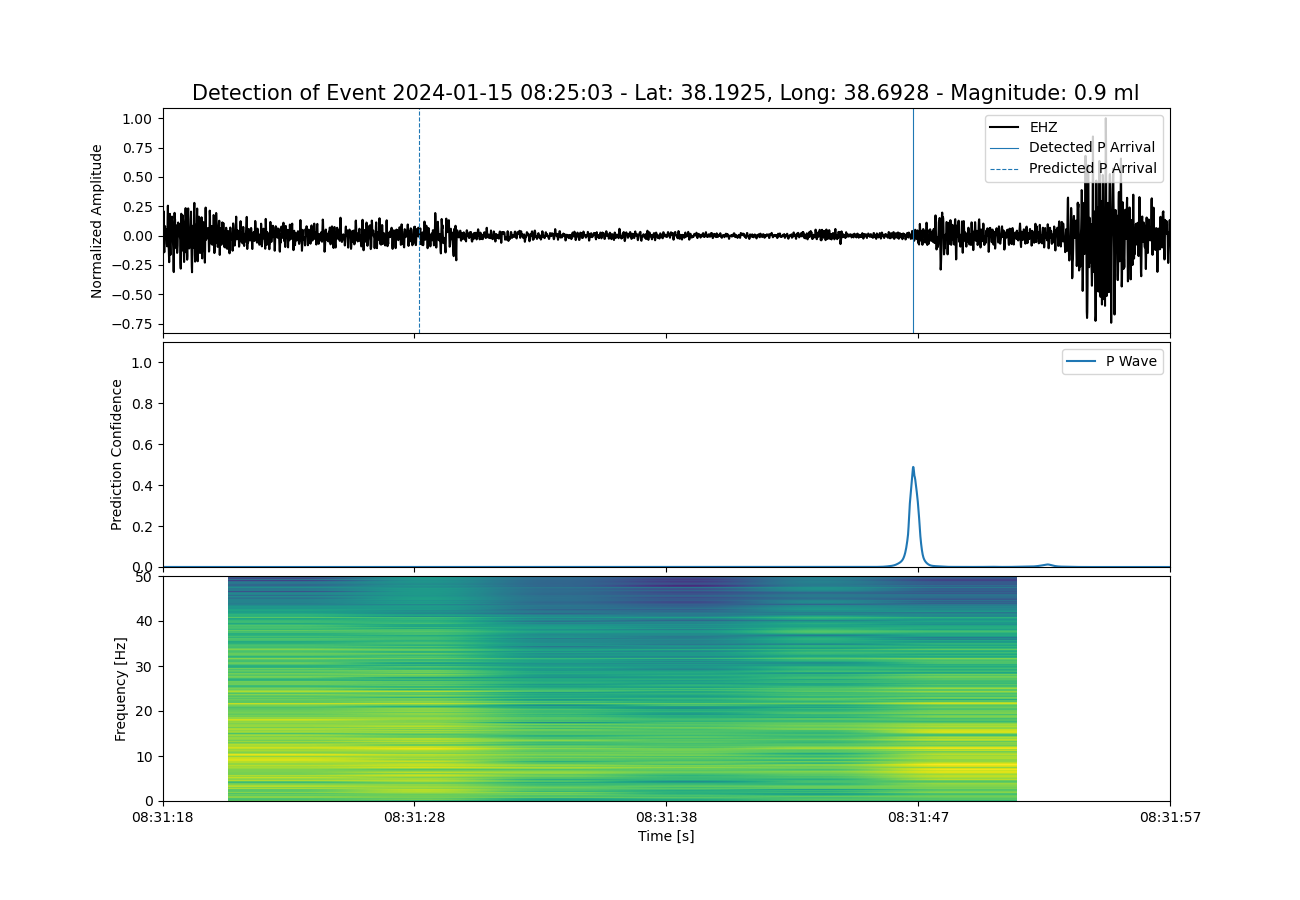 Detection of Event 2024-01-15 08:25:03 - Lat: 38.1925, Long: 38.6928 - Magnitude: 0.9 ml
Normalized Amplitude
1.00
0.75
0.50
0.25
0.00
−0.25
−0.50
−0.75
EHZ
Detected P Arrival
Predicted P Arrival
Prediction Confidence
1.0
0.8
0.6
0.4
0.2
0.0
P Wave
Frequency [Hz]
50
40
30
20
10
0
08:31:18
08:31:28
08:31:38
08:31:47
08:31:57
Time [s]